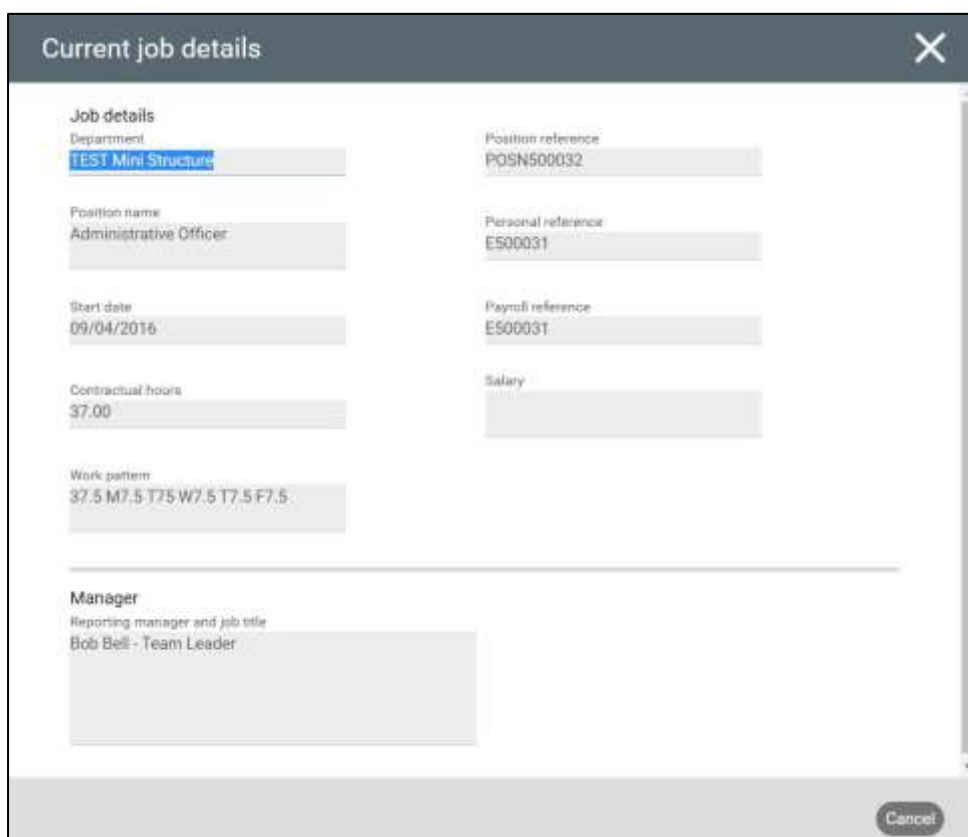 Current job details
Job details
Department
TEST Mini Structure
Position reference
POSN500032
Position name
Administrative Officer
Personal reference
E500031
Start date
09/04/2016
Payroll reference
E500031
Contractual hours
37.00
Salary
Work pattern
37.5 M7.5 T75 W7.5 T7.5 F7.5
Manager
Reporting manager and job title
Bob Bell - Team Leader
Cancel